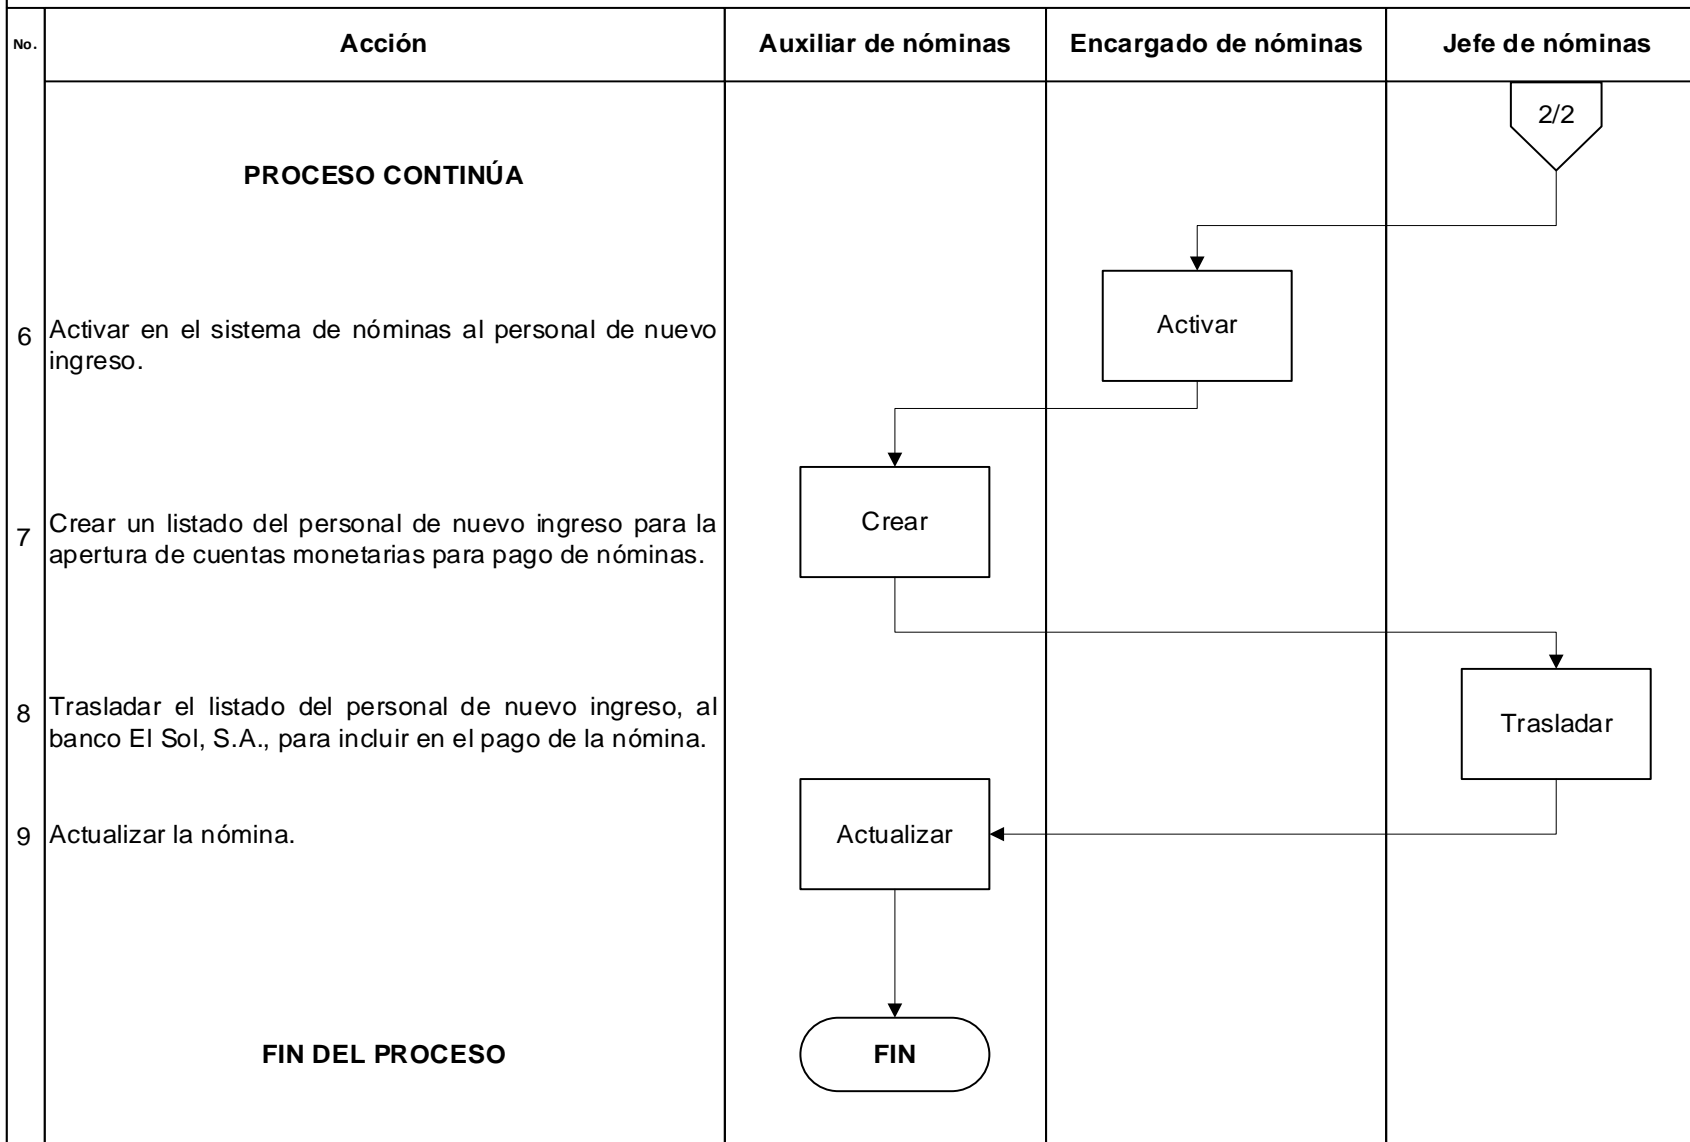 No.
Acción
Auxiliar de nóminas
Encargado de nóminas
Jefe de nóminas
2/2
PROCESO CONTINÚA
6
Activar en el sistema de nóminas al personal de nuevo
ingreso.
Activar
7
Crear un listado del personal de nuevo ingreso para la
apertura de cuentas monetarias para pago de nóminas.
Crear
8
Trasladar el listado del personal de nuevo ingreso, al
banco El Sol, S.A., para incluir en el pago de la nómina.
Trasladar
9
Actualizar la nómina.
Actualizar
FIN DEL PROCESO
FIN